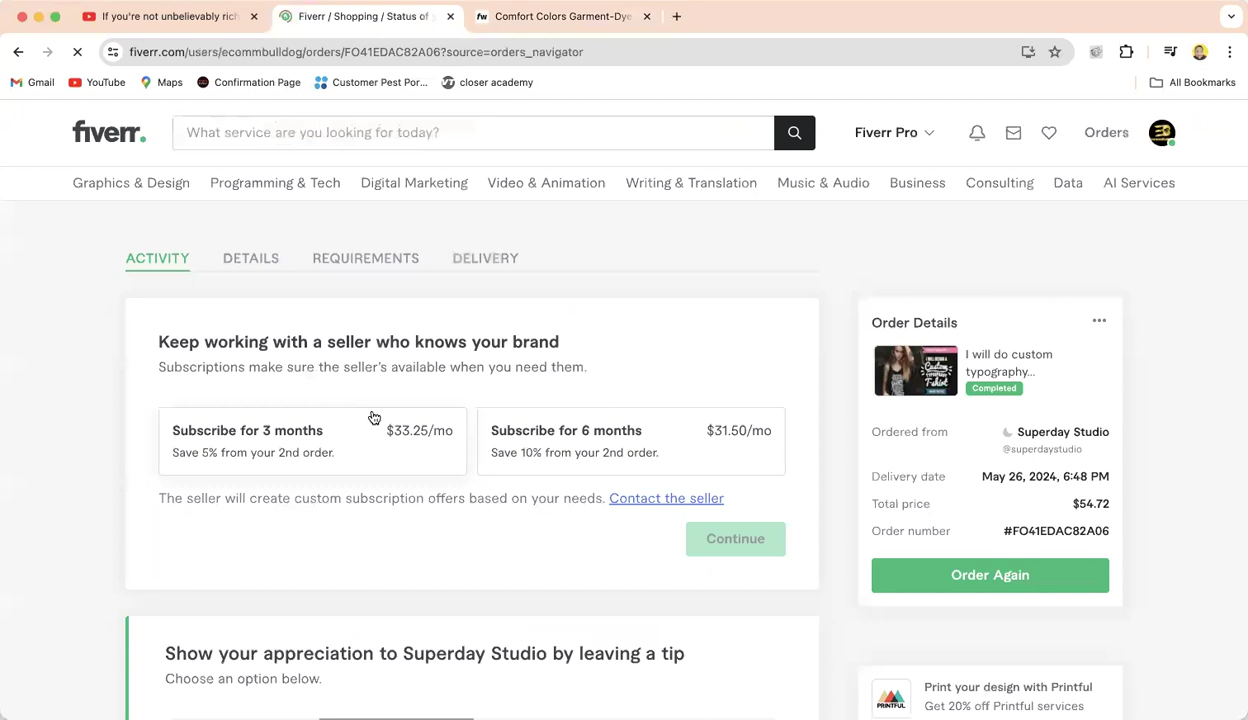 If you're not unbelievably rich
Fiverr / Shopping / Status of
Comfort Colors Garment-Dye
fiverr.com/users/ecommbulldog/orders/FO41EDAC82A06?source=orders_navigator
Gmail YouTube Maps Confirmation Page Customer Pest Por... closer academy All Bookmarks
fiverr. What service are you looking for today? Fiverr Pro Orders
Graphics & Design Programming & Tech Digital Marketing Video & Animation Writing & Translation Music & Audio Business Consulting Data AI Services
ACTIVITY DETAILS REQUIREMENTS DELIVERY
Keep working with a seller who knows your brand
Subscriptions make sure the seller's available when you need them.
Subscribe for 3 months $33.25/mo
Save 5% from your 2nd order.
Subscribe for 6 months $31.50/mo
Save 10% from your 2nd order.
The seller will create custom subscription offers based on your needs. Contact the seller
Continue
Show your appreciation to Superday Studio by leaving a tip
Choose an option below.
Order Details
I will do custom
typography...
Completed
Ordered from Superday Studio
@superdaystudio
Delivery date May 26, 2024, 6:48 PM
Total price $54.72
Order number #FO41EDAC82A06
Order Again
Print your design with Printful
Get 20% off Printful services
PRINTFUL